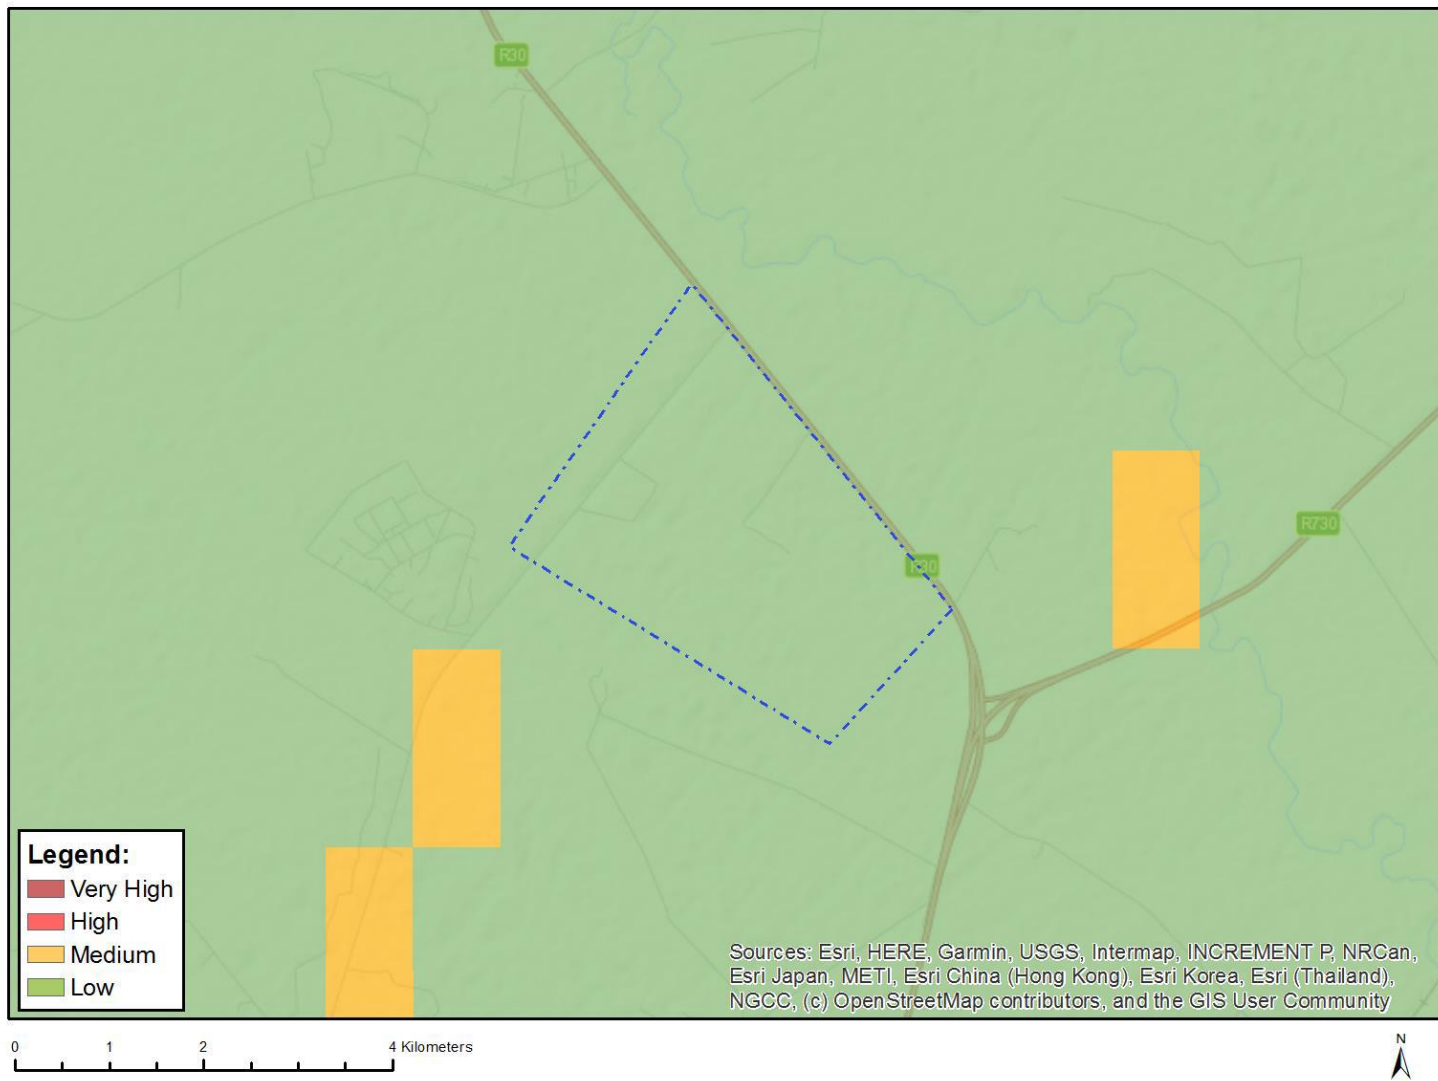 R30
R730
R30
Legend:
Very High
High
Medium
Low
Sources: Esri, HERE, Garmin, USGS, Intermap, INCREMENT P, NRCan,
Esri Japan, METI, Esri China (Hong Kong), Esri Korea, Esri (Thailand),
NGCC, (c) OpenStreetMap contributors, and the GIS User Community
0 1 2 4 Kilometers
N